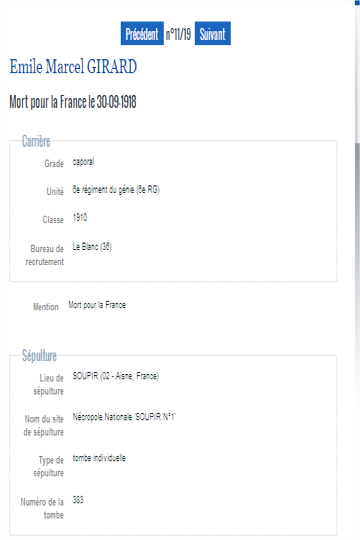 Précédent n°11/19 Suivant
Emile Marcel GIRARD
Mort pour la France le 30-09-1918
Carrière
Grade caporal
Unité 6e régiment du génie (6e RG)
Classe 1910
Bureau de recrutement Le Blanc (36)
Mention Mort pour la France
Sépulture
Lieu de sépulture SOUPIR (02 - Aisne, France)
Nom du site de sépulture Nécropole Nationale 'SOUPIR N°1'
Type de sépulture tombe individuelle
Numéro de la tombe 383